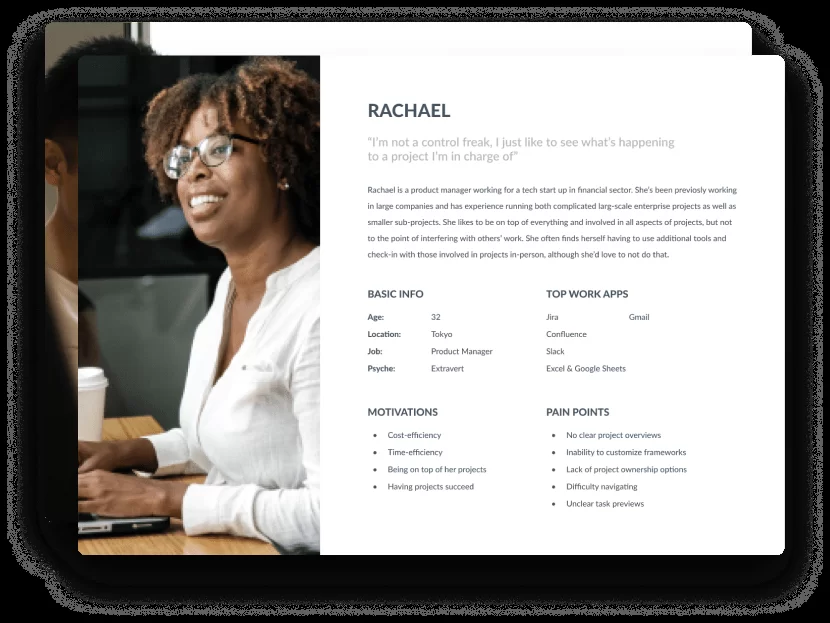 RACHAEL
"I'm not a control freak, I just like to see what's happening
to a project I'm in charge of"
Rachael is a product manager working for a tech start up in financial sector. She's been previosly working
in large companies and has experience running both complicated larg-scale enterprise projects as well as
smaller sub-projects. She likes to be on top of everything and involved in all aspects of projects, but not
to the point of interfering with others' work. She often finds herself having to use additional tools and
check-in with those involved in projects in-person, although she'd love to not do that.
BASIC INFO
Age: 32
Location: Tokyo
Job: Product Manager
Psyche: Extravert
TOP WORK APPS
Jira Gmail
Confluence
Slack
Excel & Google Sheets
MOTIVATIONS
• Cost-efficiency
• Time-efficiency
• Being on top of her projects
• Having projects succeed
PAIN POINTS
• No clear project overviews
• Inability to customize frameworks
• Lack of project ownership options
• Difficulty navigating
• Unclear task previews